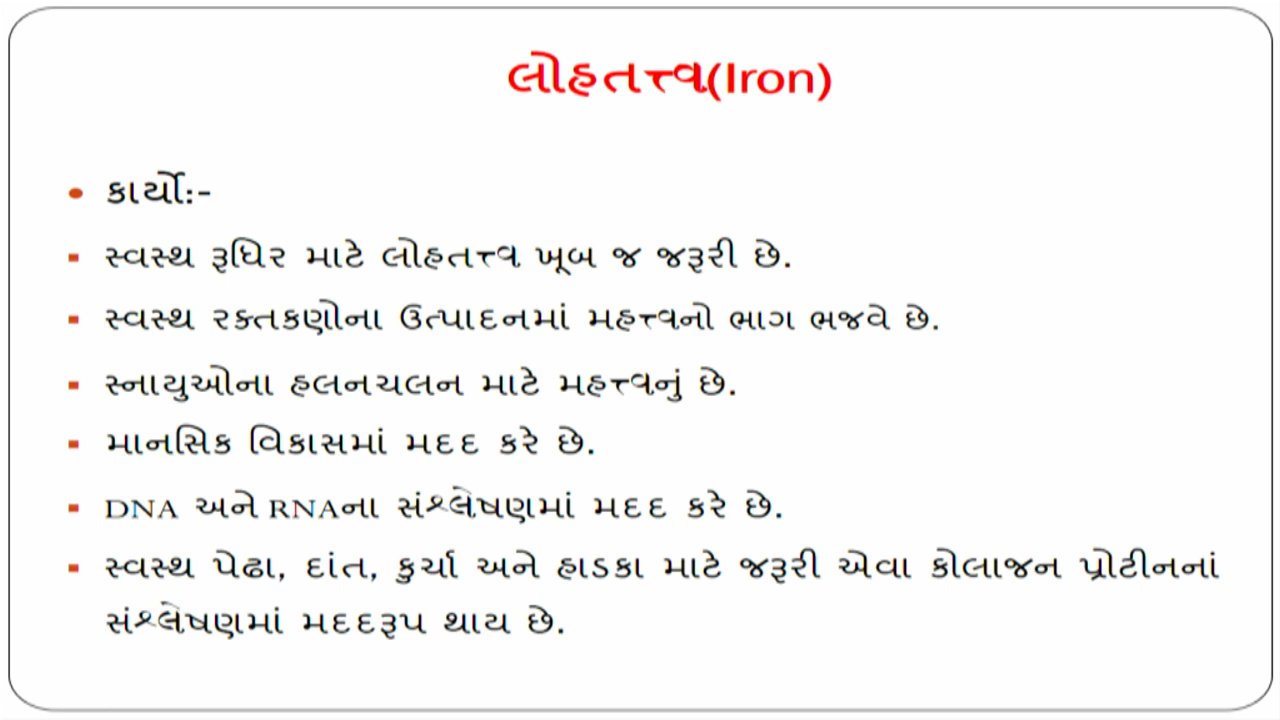 લોહતત્ત્વ(Iron)
• કાર્યો:-
▪ સ્વસ્થ રૂધિર માટે લોહતત્ત્વ ખૂબ જ જરૂરી છે.
▪ સ્વસ્થ રક્તકણોના ઉત્પાદનમાં મહત્ત્વનો ભાગ ભજવે છે.
▪ સ્નાયુઓના હલનચલન માટે મહત્ત્વનું છે.
▪ માનસિક વિકાસમાં મદદ કરે છે.
▪ DNA અને RNAના સંશ્લેષણમાં મદદ કરે છે.
▪ સ્વસ્થ પેઢા, દાંત, કુર્ચા અને હાડકા માટે જરૂરી એવા કોલાજન પ્રોટીનનાં
સંશ્લેષણમાં મદદરૂપ થાય છે.